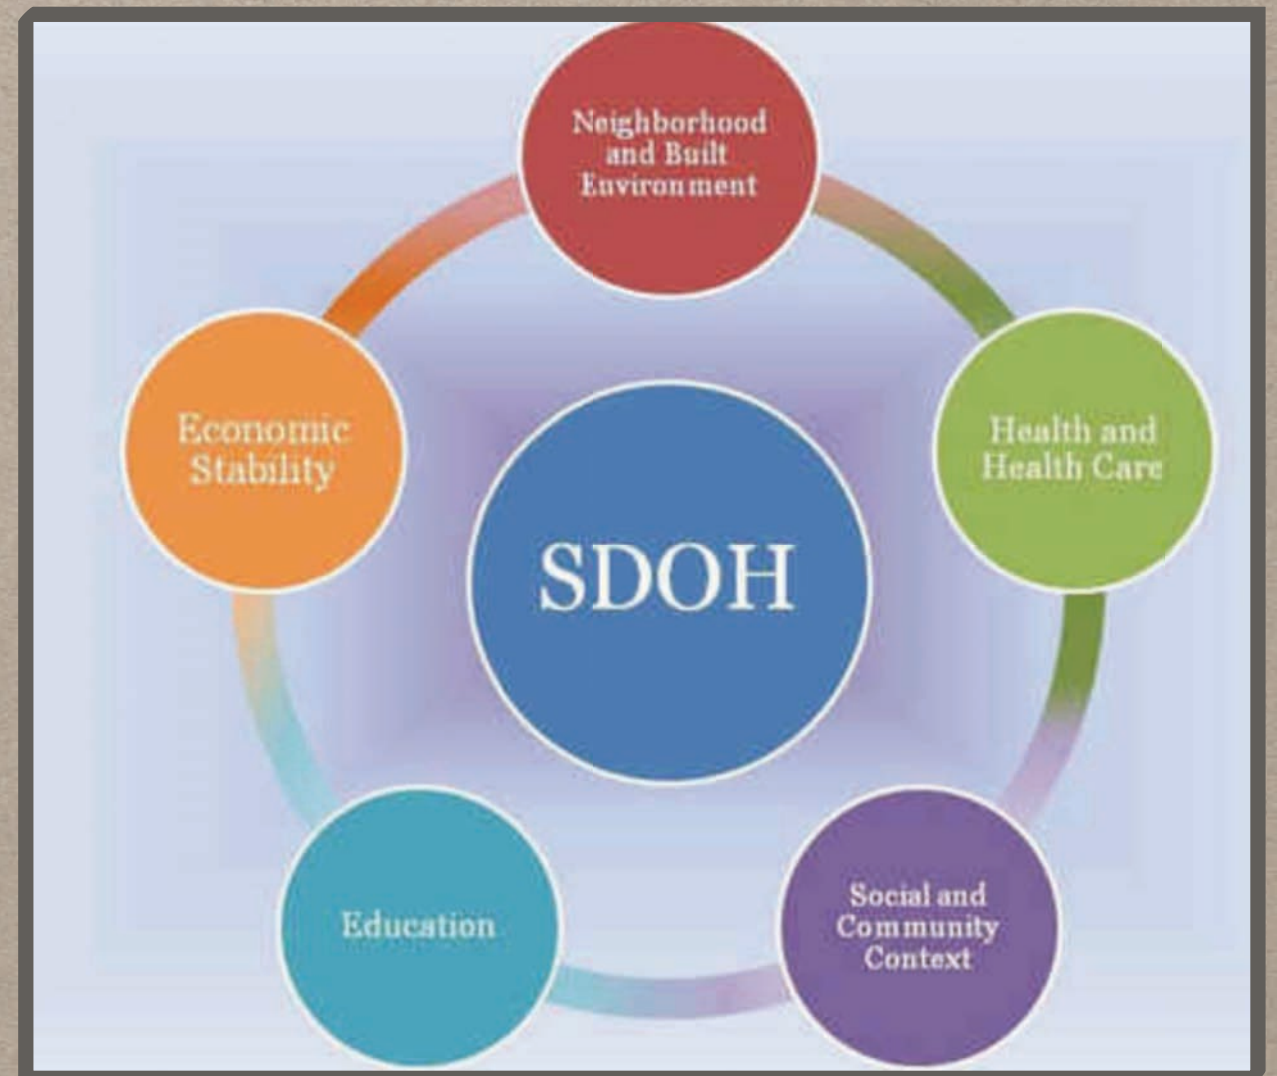 Neighborhood
and Built
Environment
Economic
Stability
Health and
Health Care
SDOH
Education
Social and
Community
Context